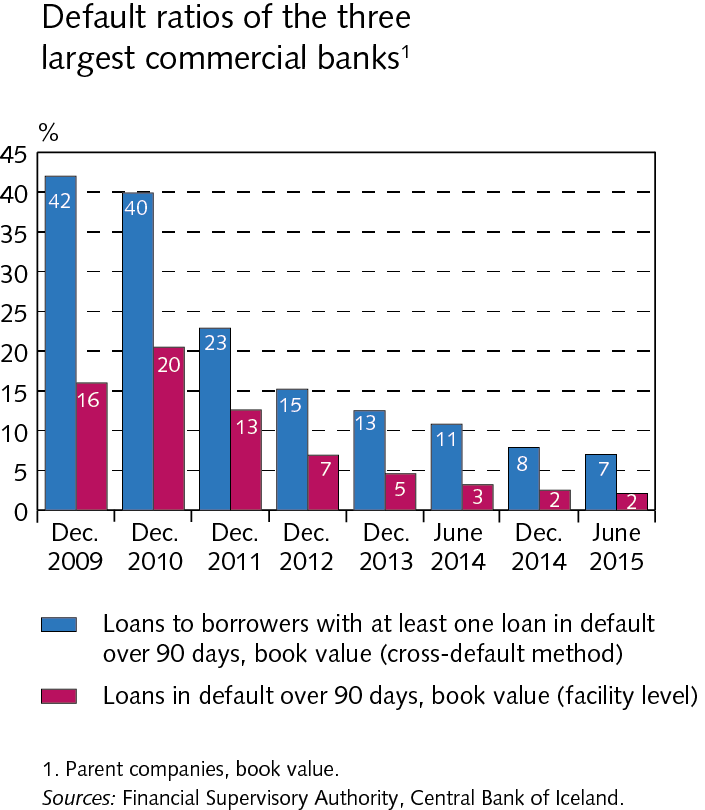 Default ratios of the three
largest commercial banks1
%
45
40
35
30
25
20
15
10
5
0
42
16
40
20
23
13
15
7
13
5
11
3
8
2
7
2
Dec.
2009
Dec.
2010
Dec.
2011
Dec.
2012
Dec.
2013
June
2014
Dec.
2014
June
2015
Loans to borrowers with at least one loan in default
over 90 days, book value (cross-default method)
Loans in default over 90 days, book value (facility level)
1. Parent companies, book value.
Sources: Financial Supervisory Authority, Central Bank of Iceland.